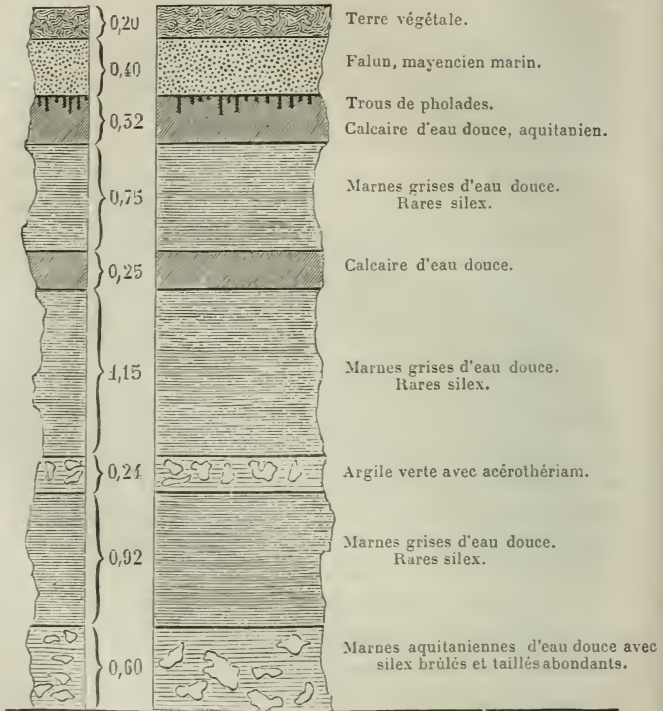 0,20
Terre végétale.
0,40
Falun, mayencien marin.
Trous de pholades.
0,32
Calcaire d'eau douce, aquitanien.
0,75
Marnes grises d'eau douce.
Rares silex.
0,25
Calcaire d'eau douce.
1,15
Marnes grises d'eau douce.
Rares silex.
0,24
Argile verte avec acérothériam.
0,92
Marnes grises d'eau douce.
Rares silex.
0,60
Marnes aquitaniennes d'eau douce avec
silex brûlés et taillés abondants.